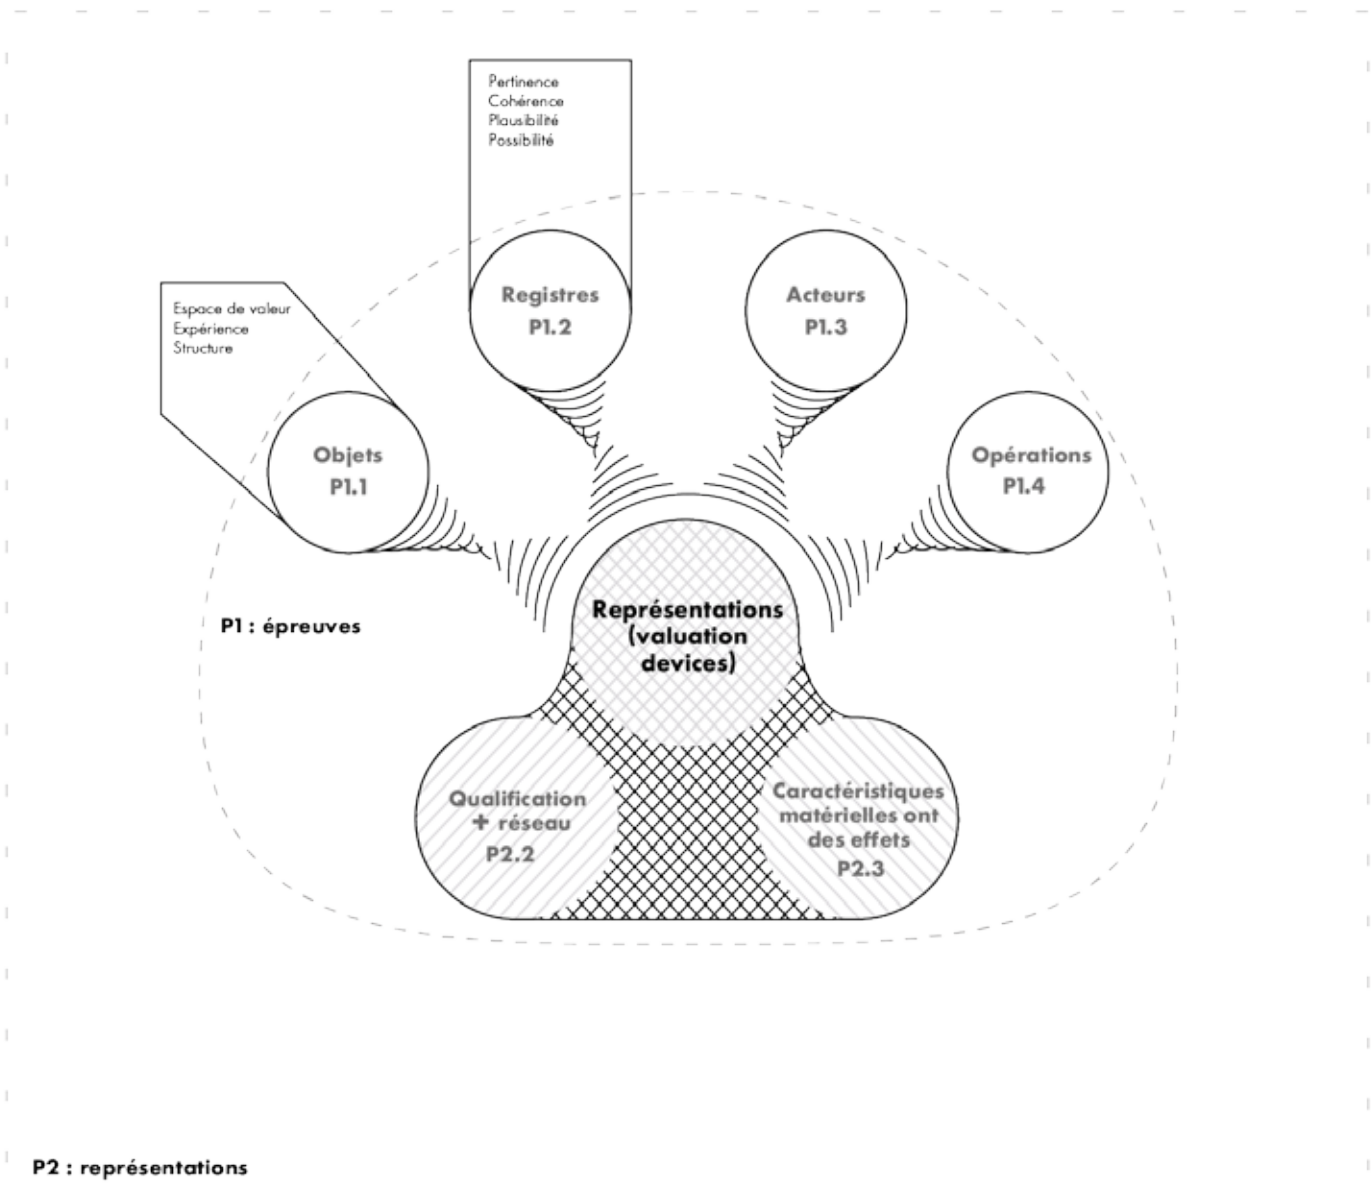 Pertinence
Cohérence
Plausibilité
Possibilité
Registres
P1.2
Acteurs
P1.3
Espace de valeur
Expérience
Structure
Objets
P1.1
Opérations
P1.4
P1 : épreuves
Représentations
(valuation
devices)
Qualification
+ réseau
P2.2
Caractéristiques
matérielles ont
des effets
P2.3
P2 : représentations